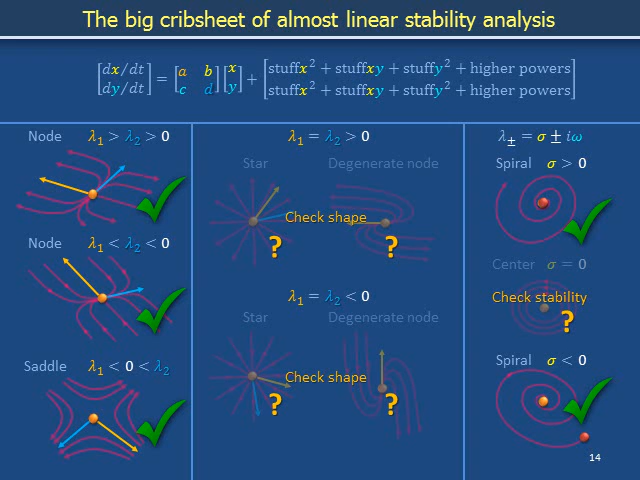 The big cribsheet of almost linear stability analysis
[dx/dt dy/dt] = [a b c d][x y] + [stuffx² + stuffxy + stuffy² + higher powers
stuffx² + stuffxy + stuffy² + higher powers]
Node λ₁ > λ₂ > 0
Node λ₁ < λ₂ < 0
Saddle λ₁ < 0 < λ₂
λ₁ = λ₂ > 0
Star Degenerate node
Check shape
? ?
λ₁ = λ₂ < 0
Star Degenerate node
Check shape
? ?
λ± = σ ± iω
Spiral σ > 0
Center σ = 0
Check stability
?
Spiral σ < 0
14